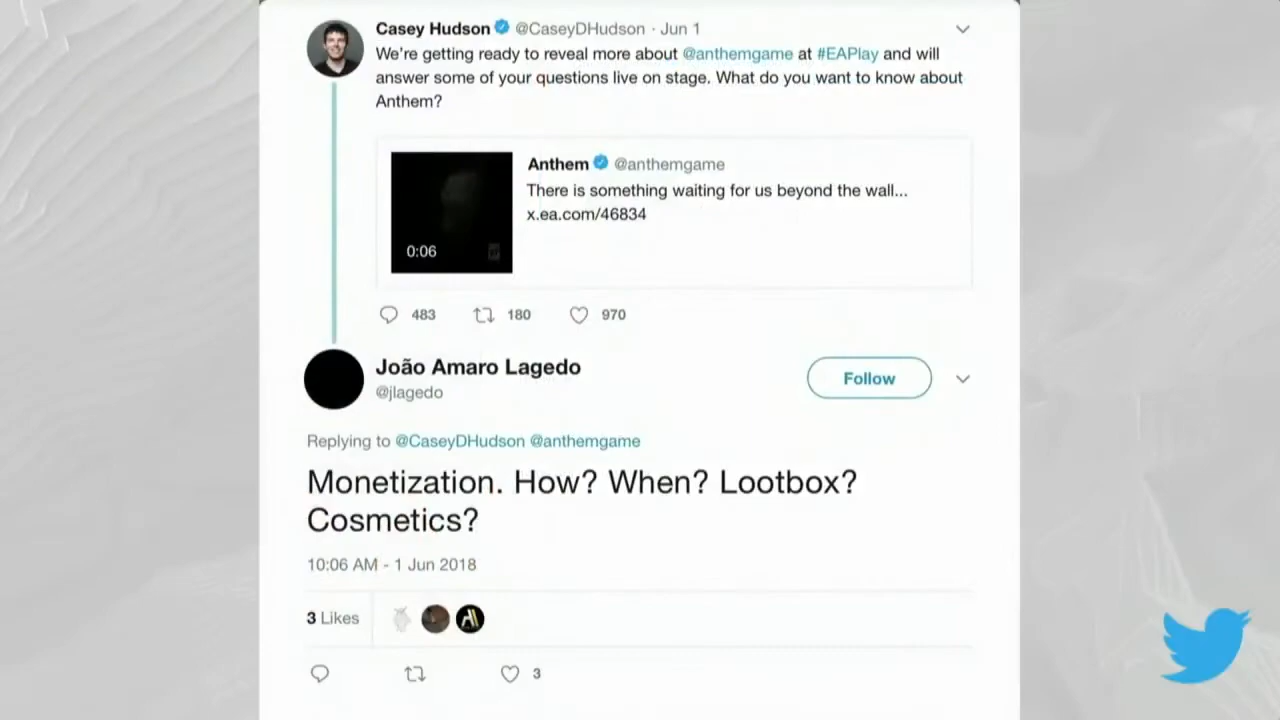 Casey Hudson @CaseyDHudson · Jun 1
We're getting ready to reveal more about @anthemgame at #EAPlay and will
answer some of your questions live on stage. What do you want to know about
Anthem?
Anthem @anthemgame
There is something waiting for us beyond the wall...
x.ea.com/46834
0:06
483 180 970
João Amaro Lagedo
@jlagedo
Follow
Replying to @CaseyDHudson @anthemgame
Monetization. How? When? Lootbox?
Cosmetics?
10:06 AM - 1 Jun 2018
3 Likes
3